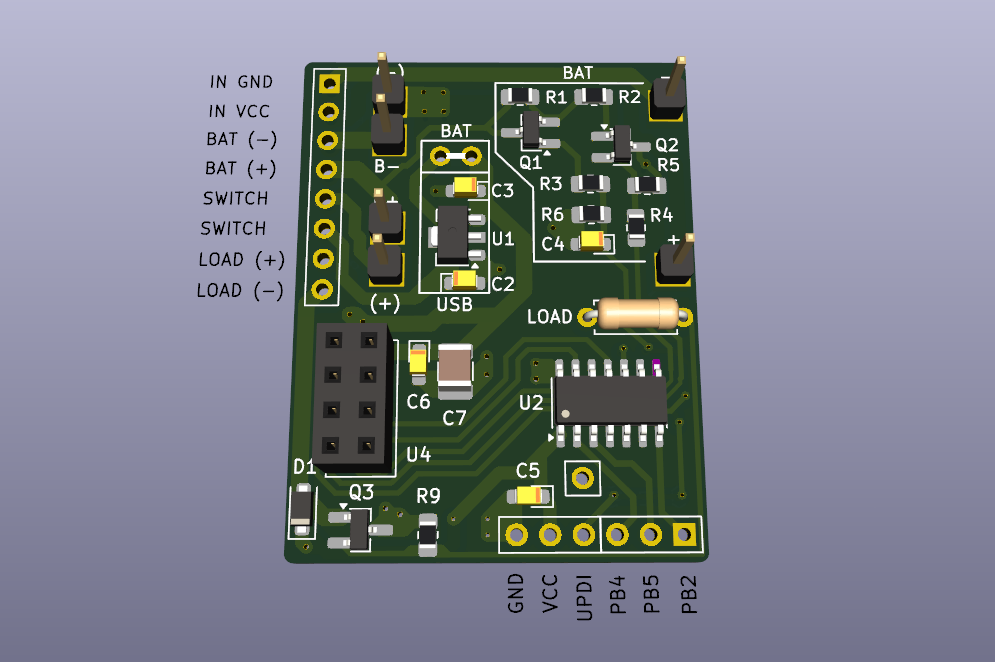 IN GND
IN VCC
BAT (-)
BAT (+)
SWITCH
SWITCH
LOAD (+)
LOAD (-)
B-
+
(+)
BAT
C3
U1
C2
USB
BAT
R1
R2
Q1
Q2
R5
R3
R6
R4
C4
+
LOAD
C6
C7
U2
U4
D1
Q3
R9
C5
GND
VCC
UPDI
PB4
PB5
PB2